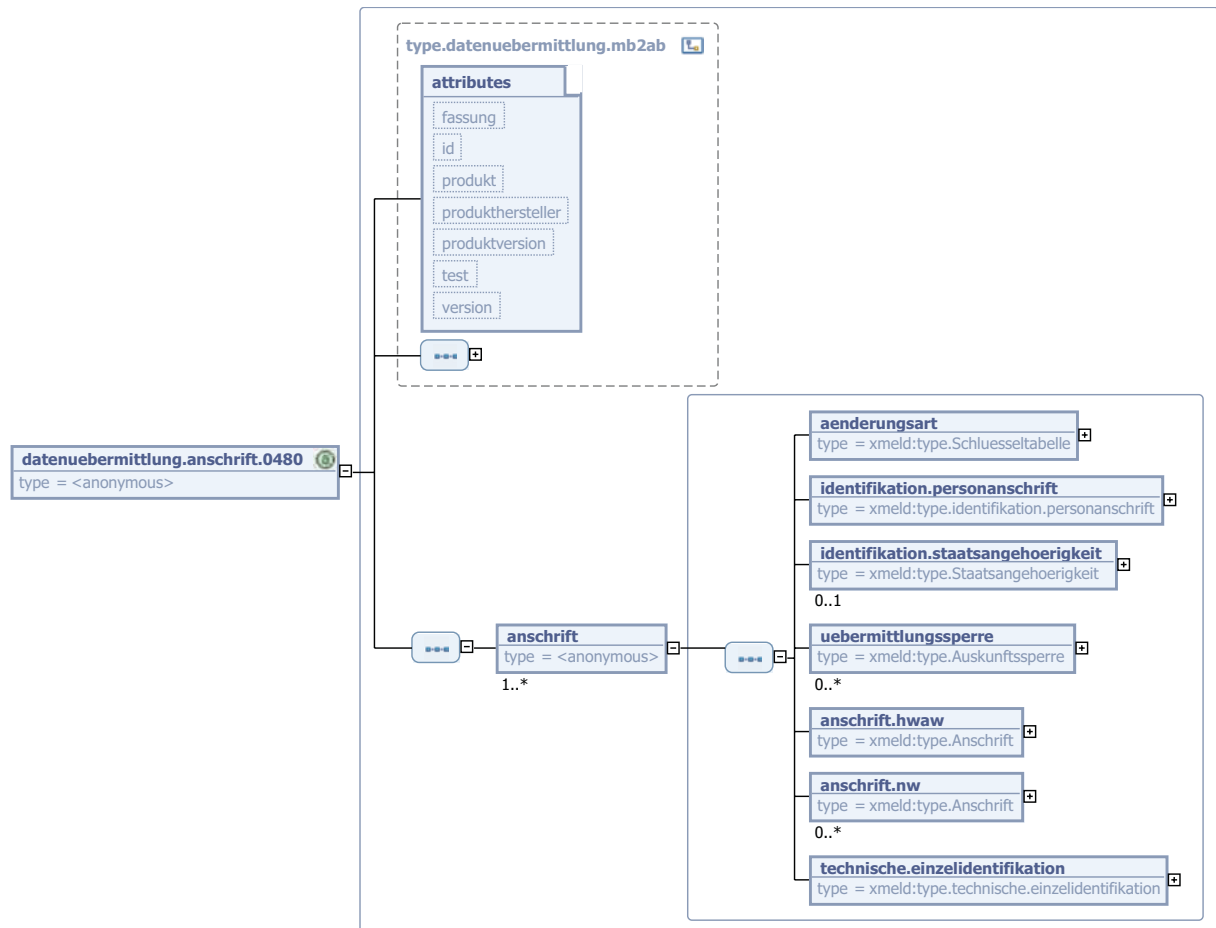 type.datenuebermittlung.mb2ab
attributes
fassung
id
produkt
produkthersteller
produktversion
test
version
datenuebermittlung.anschrift.0480
type = <anonymous>
anschrift
type = <anonymous>
1..*
aenderungsart
type = xmeld:type.Schluesseltabelle
identifikation.personanschrift
type = xmeld:type.identifikation.personanschrift
identifikation.staatsangehoerigkeit
type = xmeld:type.Staatsangehoerigkeit
0..1
uebermittlungssperre
type = xmeld:type.Auskunftssperre
0..*
anschrift.hwaw
type = xmeld:type.Anschrift
anschrift.nw
type = xmeld:type.Anschrift
0..*
technische.einzelidentifikation
type = xmeld:type.technische.einzelidentifikation